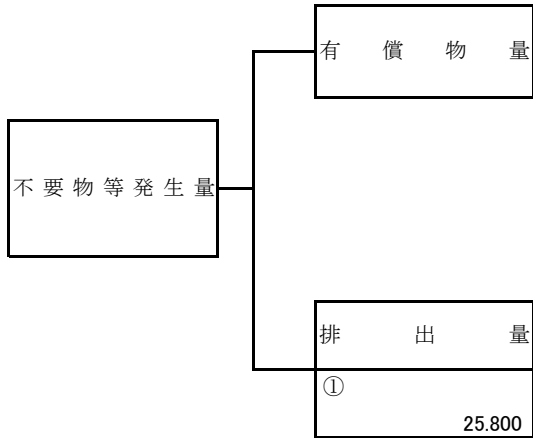 有償物量
不要物等発生量
排出量
①
25.800